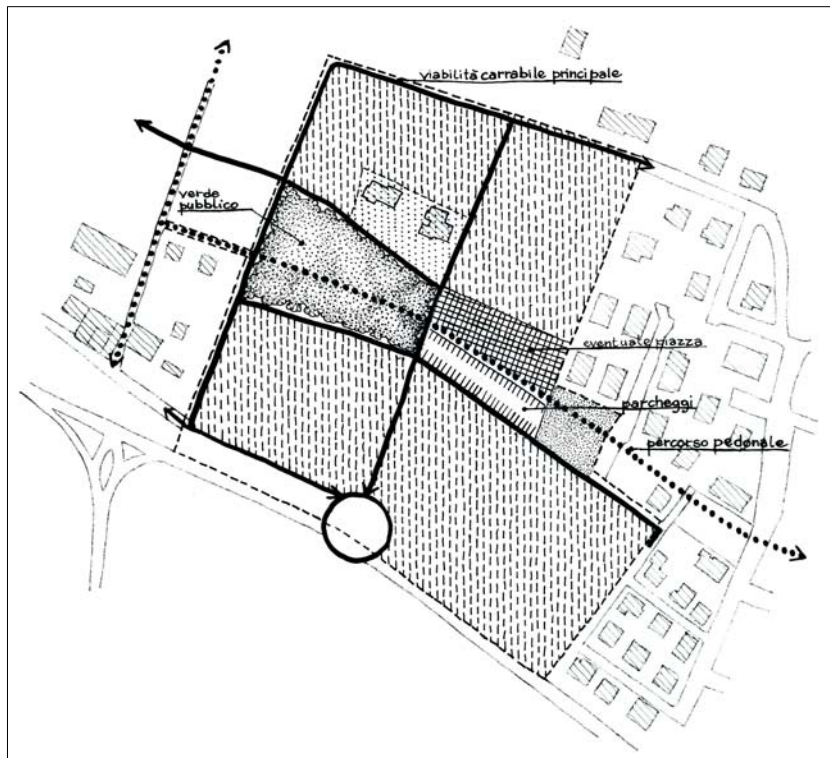 viabilità carrabile principale
verde
pubblico
eventuale piazza
parcheggi
percorso pedonale